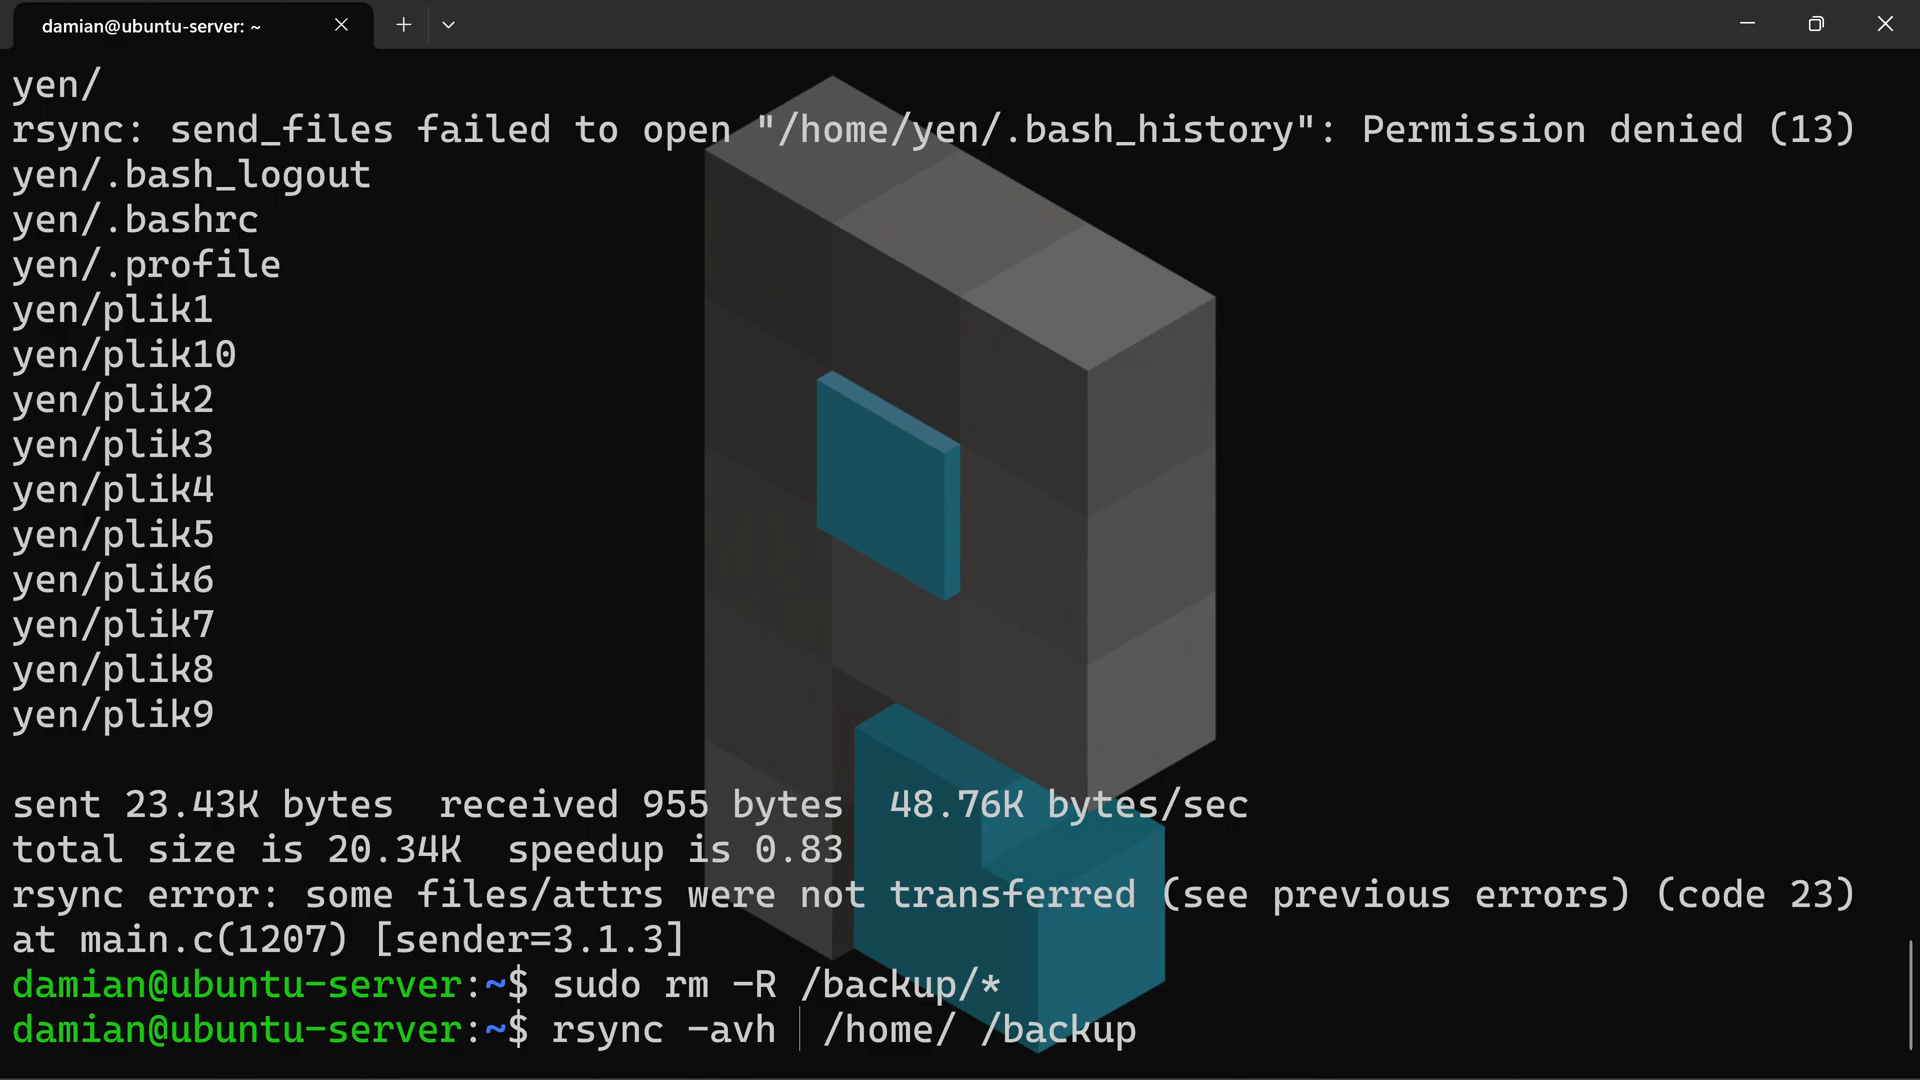 damian@ubuntu-server: ~
yen/
rsync: send_files failed to open "/home/yen/.bash_history": Permission denied (13)
yen/.bash_logout
yen/.bashrc
yen/.profile
yen/plik1
yen/plik10
yen/plik2
yen/plik3
yen/plik4
yen/plik5
yen/plik6
yen/plik7
yen/plik8
yen/plik9
sent 23.43K bytes  received 955 bytes  48.76K bytes/sec
total size is 20.34K  speedup is 0.83
rsync error: some files/attrs were not transferred (see previous errors) (code 23)
at main.c(1207) [sender=3.1.3]
damian@ubuntu-server:~$ sudo rm -R /backup/*
damian@ubuntu-server:~$ rsync -avh  /home/ /backup